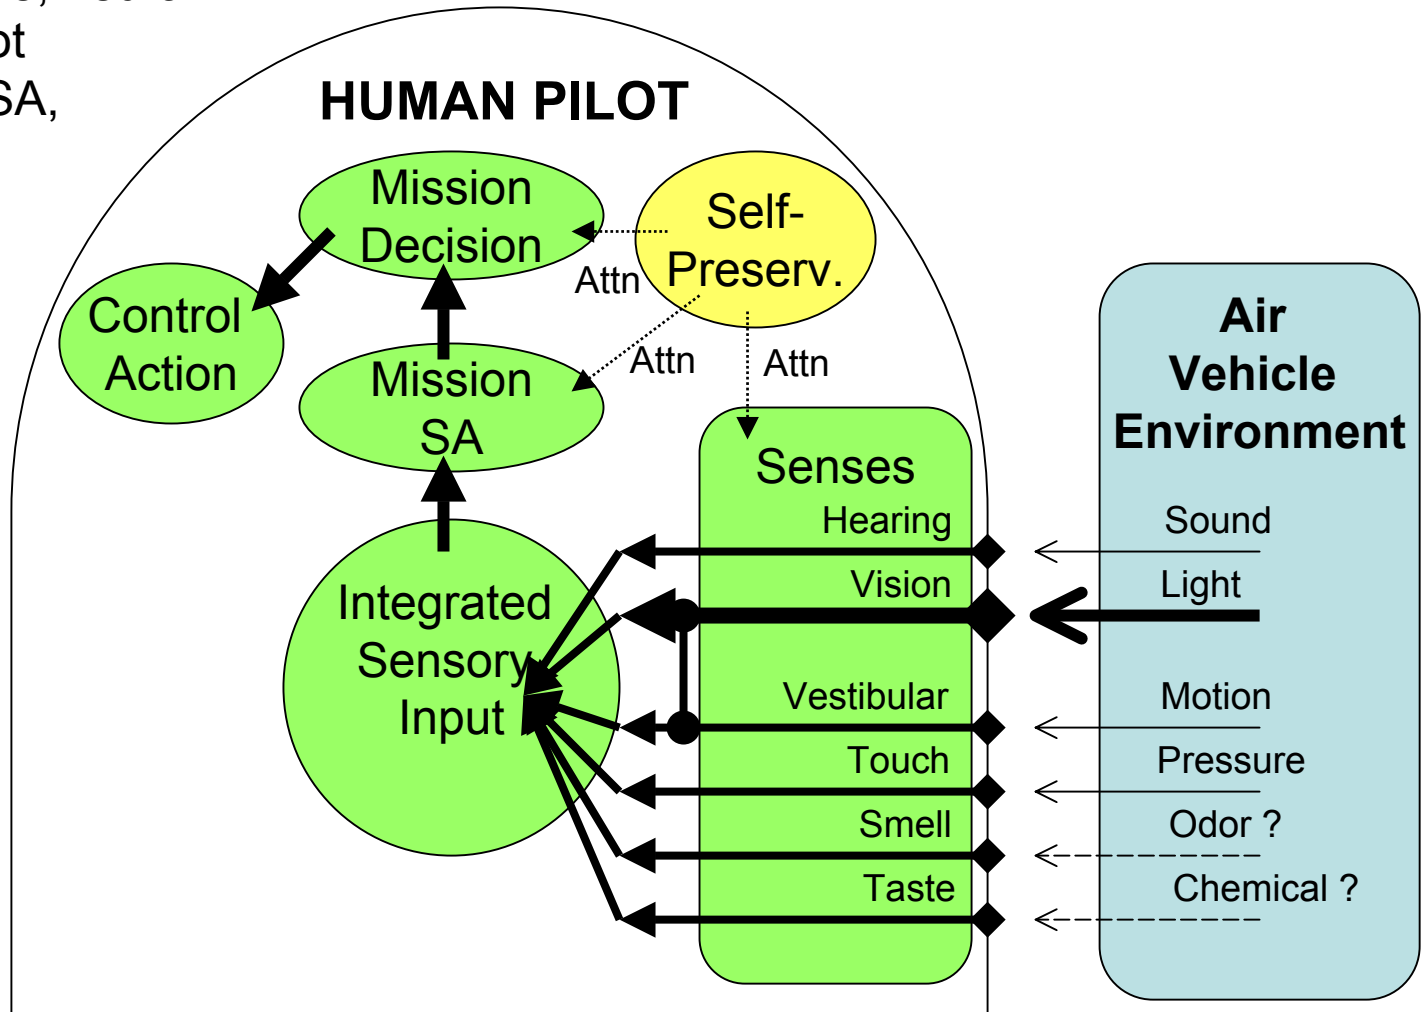 ot
SA,
HUMAN PILOT
Mission
Decision
Self-
Preserv.
Attn
Control
Action
Attn
Attn
Mission
SA
Air
Vehicle
Environment
Senses
Hearing
Sound
Vision
Light
Integrated
Sensory
Input
Vestibular
Motion
Touch
Pressure
Smell
Odor ?
Taste
Chemical ?